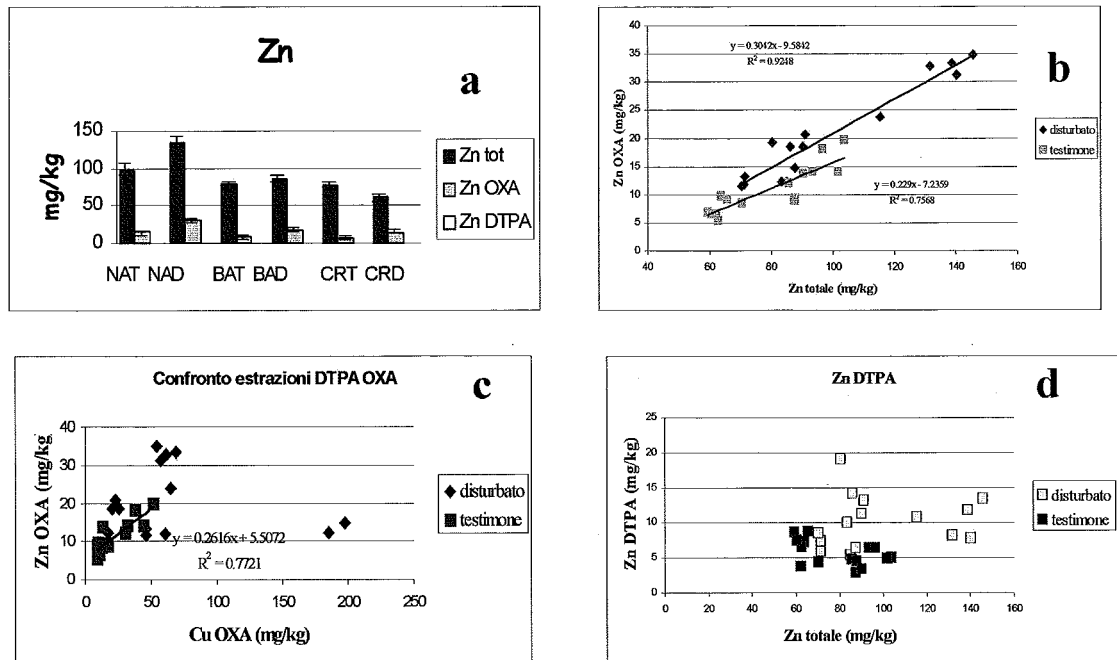 Zn
a
mg/kg
150
100
50
0
NAT NAD BAT BAD CRT CRD
Zn tot
Zn OXA
Zn DTPA
b
Zn OXA (mg/kg)
40
35
30
25
20
15
10
5
0
y = 0.3042x - 9.5842
R² = 0.9248
y = 0.229x - 7.2359
R² = 0.7568
40 60 80 100 120 140 160
Zn totale (mg/kg)
disturbato
testimone
Confronto estrazioni DTPA OXA
c
Zn OXA (mg/kg)
40
30
20
10
0
y = 0.2616x + 5.5072
R² = 0.7721
0 50 100 150 200 250
Cu OXA (mg/kg)
disturbato
testimone
Zn DTPA
d
Zn DTPA (mg/kg)
25
20
15
10
5
0
40 60 80 100 120 140 160
Zn totale (mg/kg)
disturbato
testimone